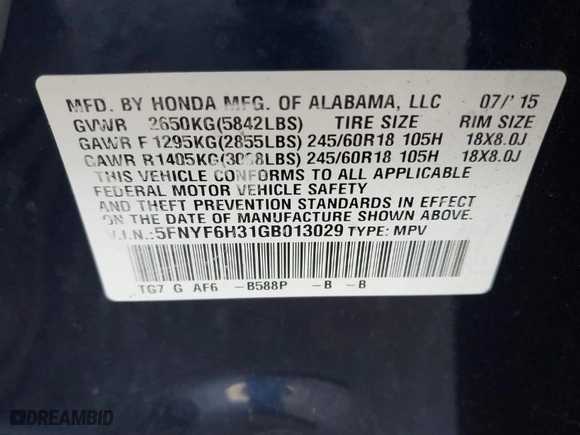 MFD. BY HONDA MFG. OF ALABAMA, LLC 07/'15
GVWR 2650KG(5842LBS) TIRE SIZE RIM SIZE
GAWR F 1295KG(2855LBS) 245/60R18 105H 18X8.0J
GAWR R1405KG(3098LBS) 245/60R18 105H 18X8.0J
THIS VEHICLE CONFORMS TO ALL APPLICABLE
FEDERAL MOTOR VEHICLE SAFETY
AND THEFT PREVENTION STANDARDS IN EFFECT
ON THE DATE OF MANUFACTURE SHOWN ABOVE.
V.I.N.:5FNYF6H31GB013029 TYPE: MPV
TG7 G AF6 -B588P -B -B
DREAMBID